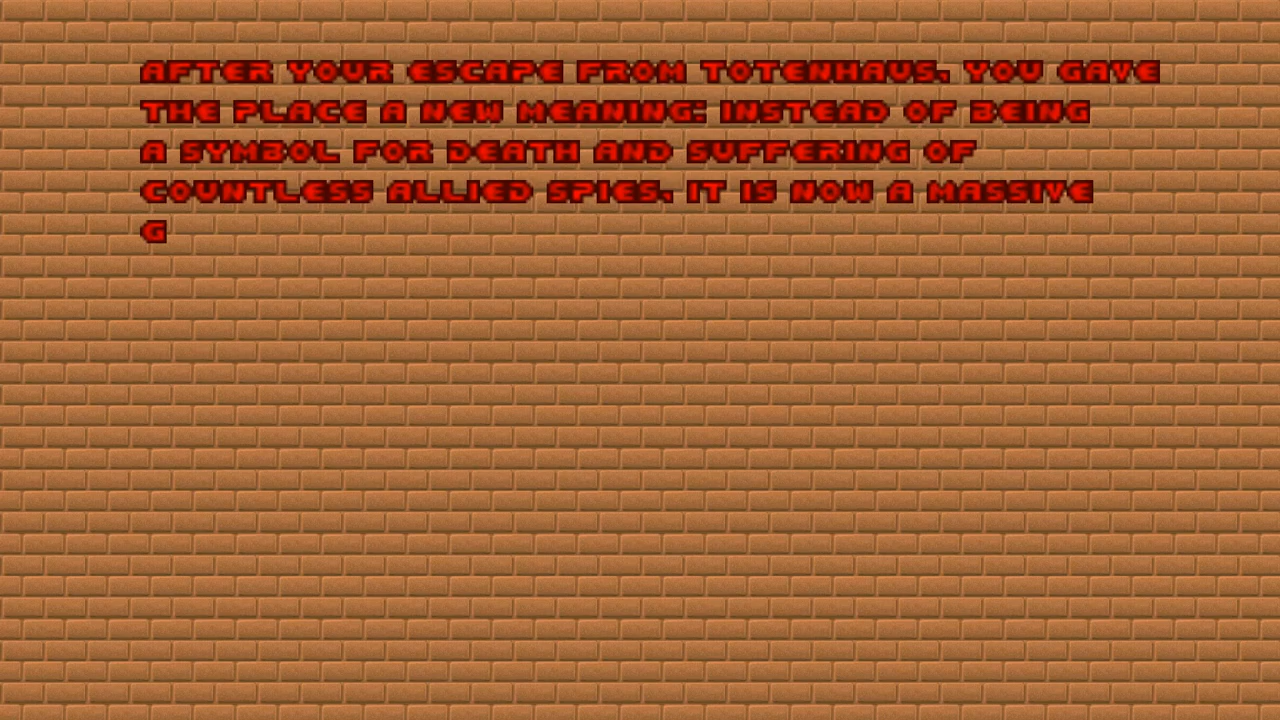 AFTER YOUR ESCAPE FROM TOTENHAUS, YOU GAVE
THE PLACE A NEW MEANING: INSTEAD OF BEING
A SYMBOL FOR DEATH AND SUFFERING OF
COUNTLESS ALLIED SPIES, IT IS NOW A MASSIVE
G